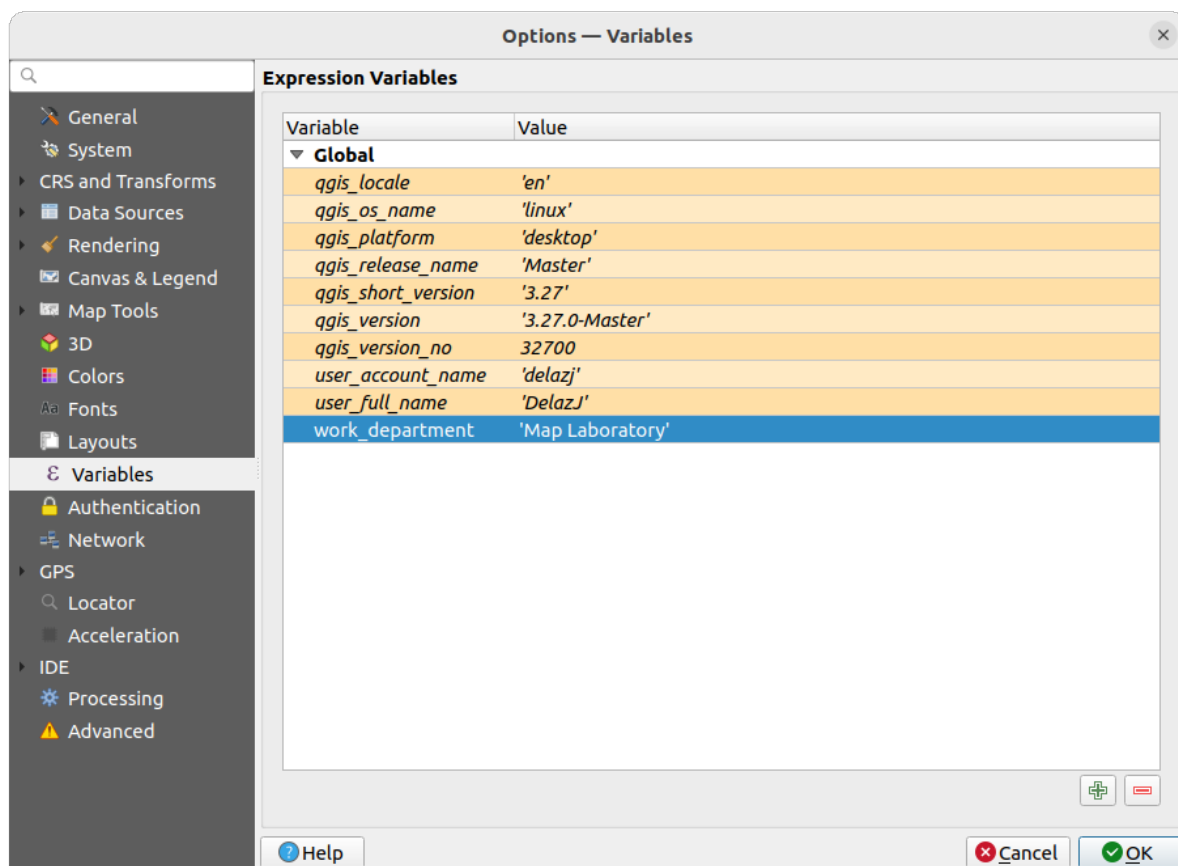 Options — Variables
General
System
CRS and Transforms
Data Sources
Rendering
Canvas & Legend
Map Tools
3D
Colors
Aa Fonts
Layouts
ε Variables
Authentication
Network
GPS
Locator
Acceleration
IDE
Processing
Advanced
Expression Variables
Variable Value
Global
qgis_locale 'en'
qgis_os_name 'linux'
qgis_platform 'desktop'
qgis_release_name 'Master'
qgis_short_version '3.27'
qgis_version '3.27.0-Master'
qgis_version_no 32700
user_account_name 'delazj'
user_full_name 'DelazJ'
work_department 'Map Laboratory'
Help Cancel OK